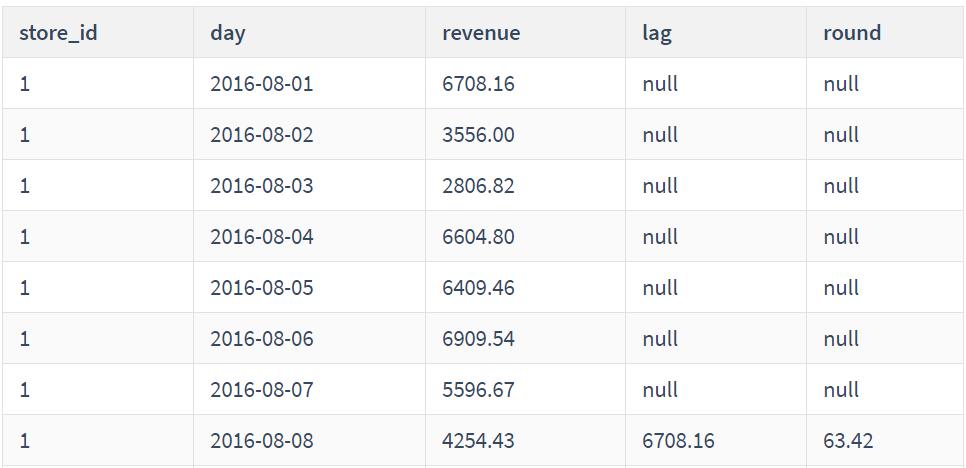 store_id day revenue lag round
1 2016-08-01 6708.16 null null
1 2016-08-02 3556.00 null null
1 2016-08-03 2806.82 null null
1 2016-08-04 6604.80 null null
1 2016-08-05 6409.46 null null
1 2016-08-06 6909.54 null null
1 2016-08-07 5596.67 null null
1 2016-08-08 4254.43 6708.16 63.42